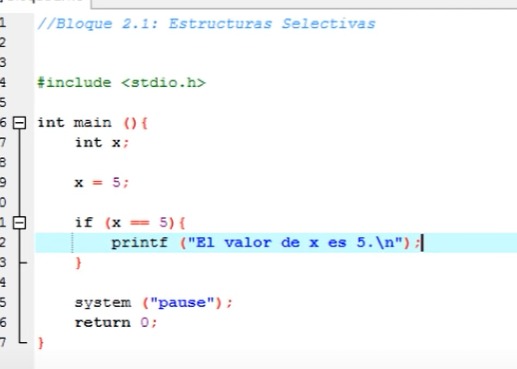 1 //Bloque 2.1: Estructuras Selectivas
2
3
4 #include <stdio.h>
5
6 int main (){
7 int x;
8
9 x = 5;
0
1 if (x == 5){
2 printf ("El valor de x es 5.\n");
3 }
4
5 system ("pause");
6 return 0;
7 }